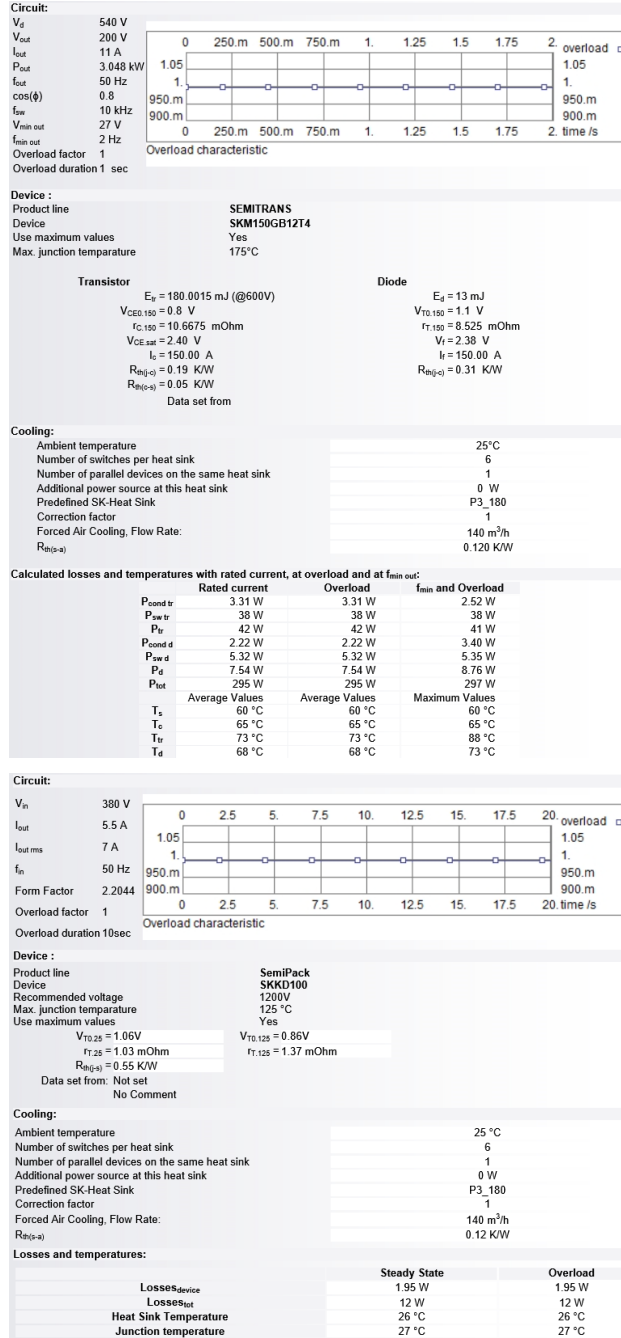 Circuit:
Vd 540 V
Vout 200 V
Iout 11 A
Pout 3.048 kW
fout 50 Hz
cos(ϕ) 0.8
fsw 10 kHz
Vmin out 27 V
fmin out 2 Hz
Overload factor 1
Overload duration 1 sec
0 250.m 500.m 750.m 1. 1.25 1.5 1.75 2. overload
1.05 1.05
1. 1.
950.m 950.m
900.m 900.m
0 250.m 500.m 750.m 1. 1.25 1.5 1.75 2. time /s
Overload characteristic
Device :
Product line SEMITRANS
Device SKM150GB12T4
Use maximum values Yes
Max. junction temparature 175°C
Transistor Diode
Etr = 180.0015 mJ (@600V) Ed = 13 mJ
VCE0.150 = 0.8 V VT0.150 = 1.1 V
rC.150 = 10.6675 mOhm rT.150 = 8.525 mOhm
VCE.sat = 2.40 V Vf = 2.38 V
Ic = 150.00 A If = 150.00 A
Rth(j-c) = 0.19 K/W Rth(j-c) = 0.31 K/W
Rth(c-s) = 0.05 K/W
Data set from
Cooling:
Ambient temperature 25°C
Number of switches per heat sink 6
Number of parallel devices on the same heat sink 1
Additional power source at this heat sink 0 W
Predefined SK-Heat Sink P3_180
Correction factor 1
Forced Air Cooling, Flow Rate: 140 m³/h
Rth(s-a) 0.120 K/W
Calculated losses and temperatures with rated current, at overload and at fmin out:
Rated current Overload fmin and Overload
Pcond tr 3.31 W 3.31 W 2.52 W
Psw tr 38 W 38 W 38 W
Ptr 42 W 42 W 41 W
Pcond d 2.22 W 2.22 W 3.40 W
Psw d 5.32 W 5.32 W 5.35 W
Pd 7.54 W 7.54 W 8.76 W
Ptot 295 W 295 W 297 W
Average Values Average Values Maximum Values
Ts 60 °C 60 °C 60 °C
Tc 65 °C 65 °C 65 °C
Ttr 73 °C 73 °C 88 °C
Td 68 °C 68 °C 73 °C
Circuit:
Vin 380 V
Iout 5.5 A
Iout rms 7 A
fin 50 Hz
Form Factor 2.2044
Overload factor 1
Overload duration 10sec
0 2.5 5. 7.5 10. 12.5 15. 17.5 20. overload
1.05 1.05
1. 1.
950.m 950.m
900.m 900.m
0 2.5 5. 7.5 10. 12.5 15. 17.5 20. time /s
Overload characteristic
Device :
Product line SemiPack
Device SKKD100
Recommended voltage 1200V
Max. junction temparature 125 °C
Use maximum values Yes
VT0.25 = 1.06V VT0.125 = 0.86V
rT.25 = 1.03 mOhm rT.125 = 1.37 mOhm
Rth(j-s) = 0.55 K/W
Data set from: Not set
No Comment
Cooling:
Ambient temperature 25 °C
Number of switches per heat sink 6
Number of parallel devices on the same heat sink 1
Additional power source at this heat sink 0 W
Predefined SK-Heat Sink P3_180
Correction factor 1
Forced Air Cooling, Flow Rate: 140 m³/h
Rth(s-a) 0.12 K/W
Losses and temperatures:
Steady State Overload
Lossesdevice 1.95 W 1.95 W
Lossestot 12 W 12 W
Heat Sink Temperature 26 °C 26 °C
Junction temperature 27 °C 27 °C